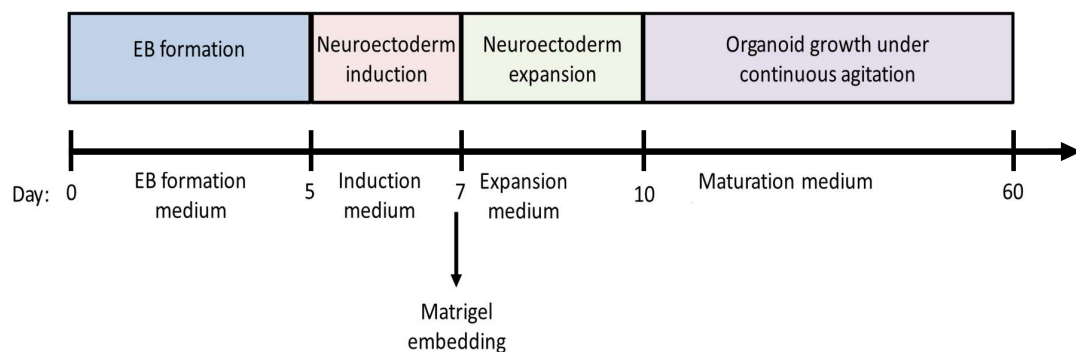 EB formation
Neuroectoderm
induction
Neuroectoderm
expansion
Organoid growth under
continuous agitation
Day:
0
EB formation
medium
5
Induction
medium
7
Expansion
medium
10
Maturation medium
60
Matrigel
embedding